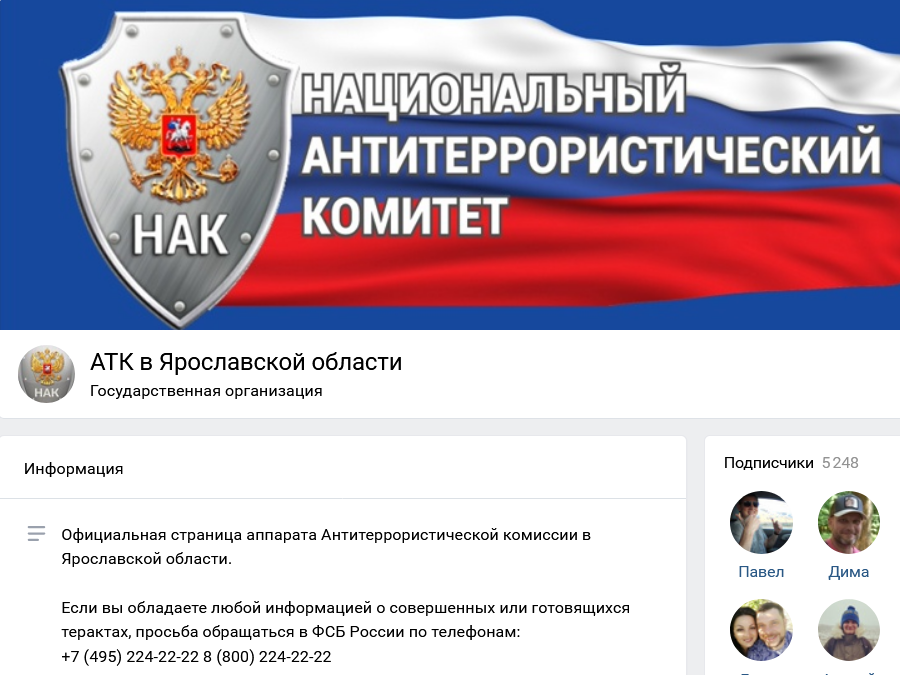 НАЦИОНАЛЬНЫЙ
АНТИТЕРРОРИСТИЧЕСКИЙ
КОМИТЕТ
НАК
АТК в Ярославской области
НАК
Государственная организация
Информация
Официальная страница аппарата Антитеррористической комиссии в
Ярославской области.
Если вы обладаете любой информацией о совершенных или готовящихся
терактах, просьба обращаться в ФСБ России по телефонам:
+7 (495) 224-22-22 8 (800) 224-22-22
Подписчики 5 248
Павел
Дима